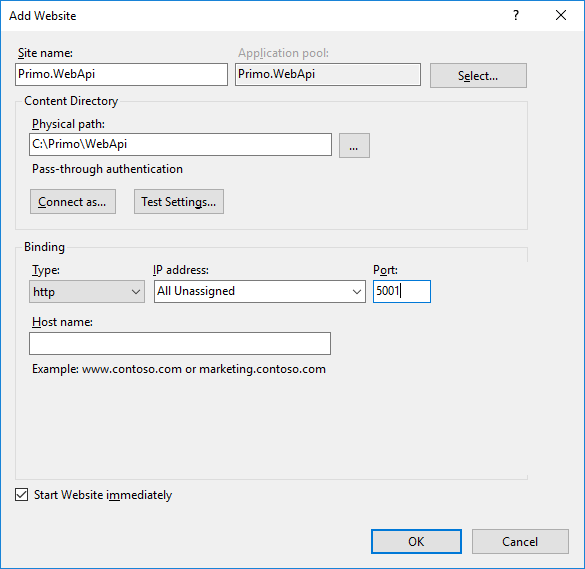 Add Website
?
Site name: Application pool:
Primo.WebApi Primo.WebApi Select...
Content Directory
Physical path:
C:\Primo\WebApi ...
Pass-through authentication
Connect as... Test Settings...
Binding
Type: IP address: Port:
http All Unassigned 5001
Host name:
Example: www.contoso.com or marketing.contoso.com
Start Website immediately
OK Cancel